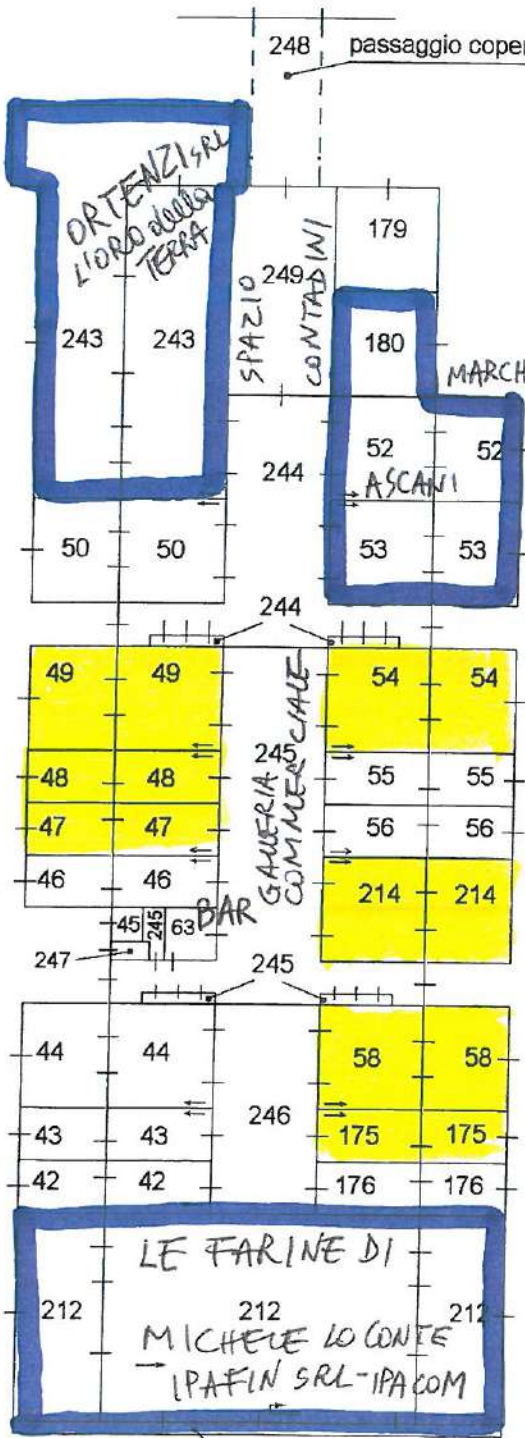 248
passaggio coper
ORTENZI SRL
L'ORO della
TERRA
179
249
SPAZIO
CONTADINI
243 243
180
MARCH
52 52
244
ASCANI
50 50
53 53
244
49 49
54 54
245
GALLERIA
COMMERCIALE
48 48
55 55
47 47
56 56
46 46
214 214
45 245 63
BAR
247
245
44 44
58 58
246
43 43
175 175
42 42
176 176
LE FARINE DI
212 212 212
MICHELE LO CONTE
IPAFIN SRL-IPACOM